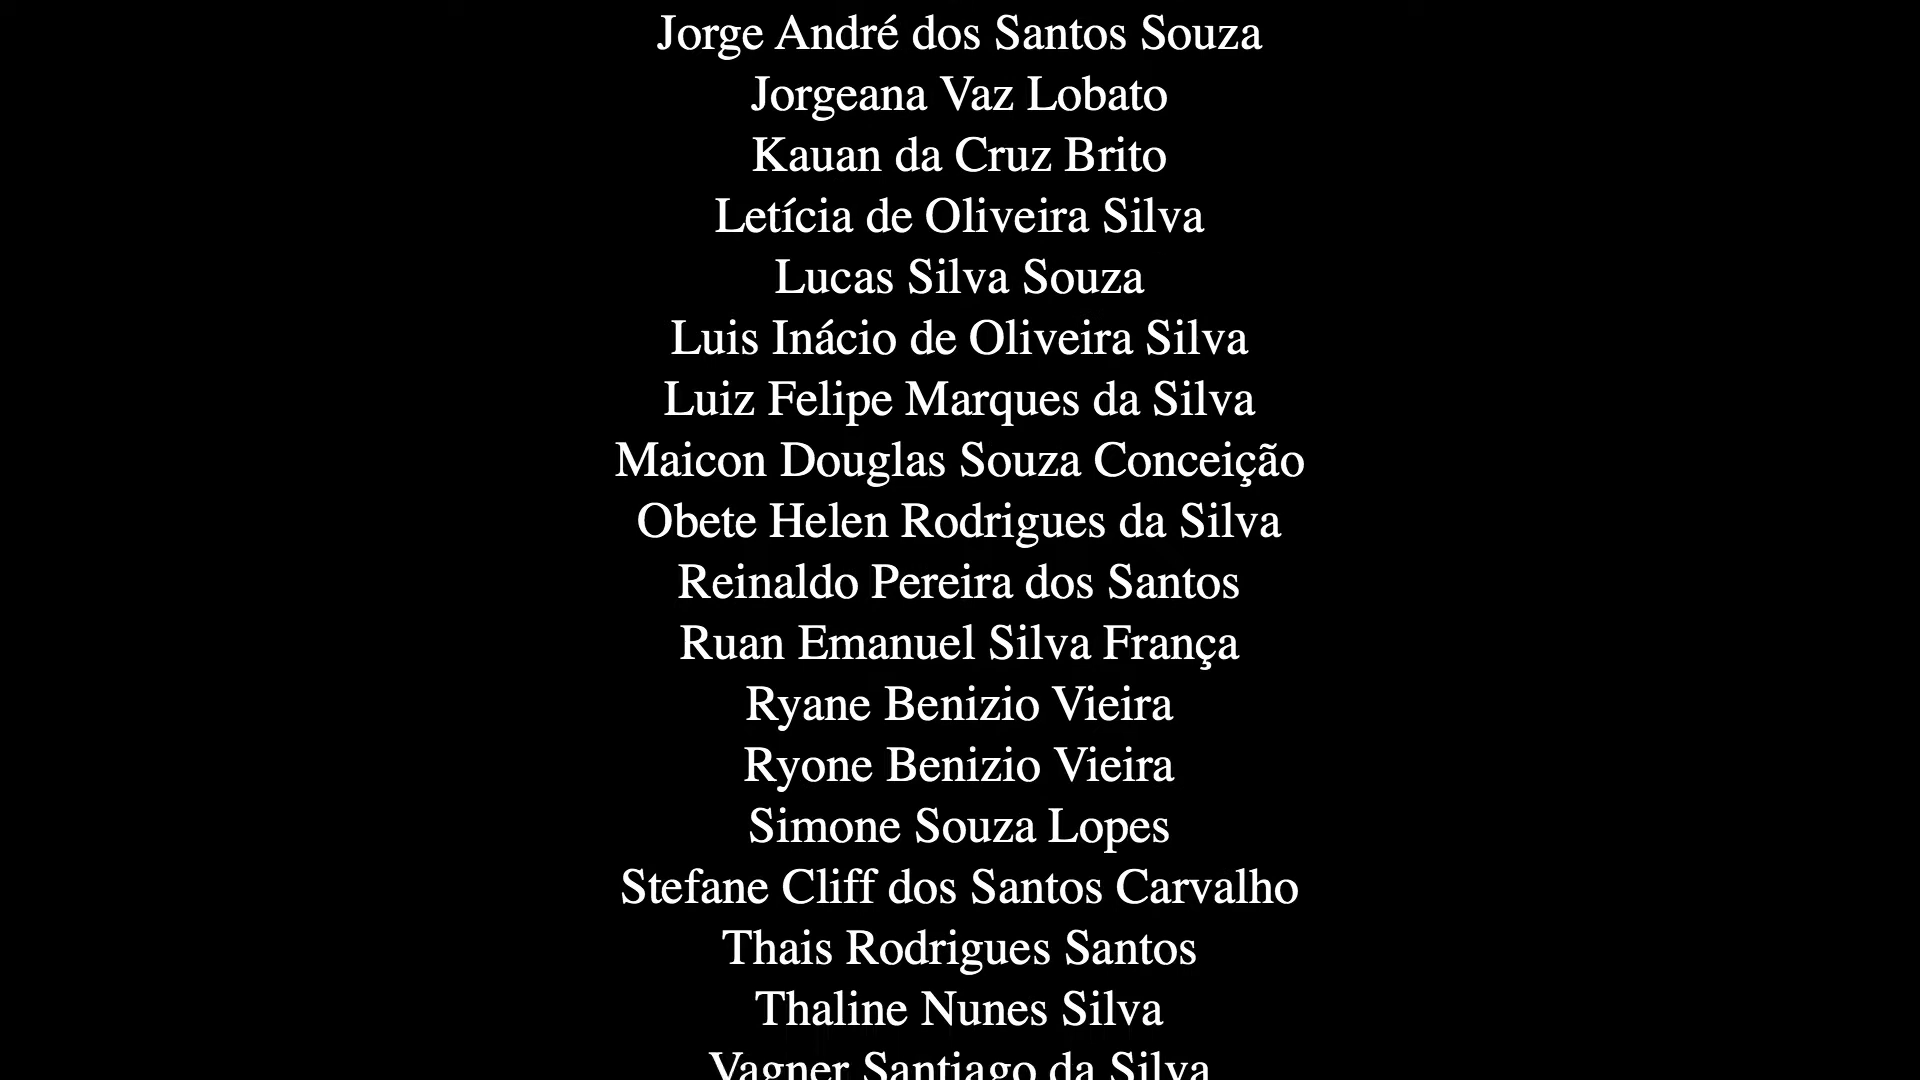 Jorge André dos Santos Souza
Jorgeana Vaz Lobato
Kauan da Cruz Brito
Letícia de Oliveira Silva
Lucas Silva Souza
Luis Inácio de Oliveira Silva
Luiz Felipe Marques da Silva
Maicon Douglas Souza Conceição
Obete Helen Rodrigues da Silva
Reinaldo Pereira dos Santos
Ruan Emanuel Silva França
Ryane Benizio Vieira
Ryone Benizio Vieira
Simone Souza Lopes
Stefane Cliff dos Santos Carvalho
Thais Rodrigues Santos
Thaline Nunes Silva
Vagner Santiago da Silva